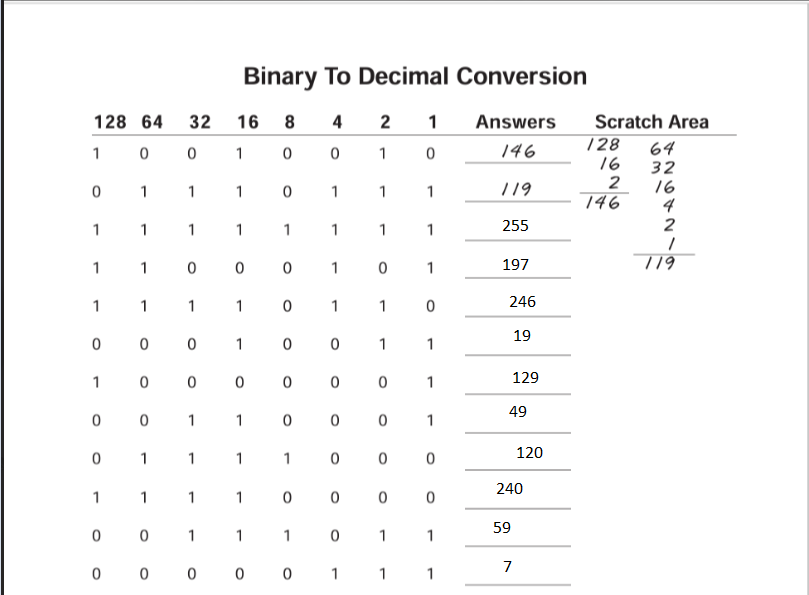 Binary To Decimal Conversion
128 64 32 16 8 4 2 1 Answers Scratch Area
1 0 0 1 0 0 1 0 146 128 64
16 32
0 1 1 1 0 1 1 1 119 2 16
146 4
1 1 1 1 1 1 1 1 255 2
1
1 1 0 0 0 1 0 1 197 119
1 1 1 1 0 1 1 0 246
0 0 0 1 0 0 1 1 19
1 0 0 0 0 0 0 1 129
0 0 1 1 0 0 0 1 49
0 1 1 1 1 0 0 0 120
1 1 1 1 0 0 0 0 240
0 0 1 1 1 0 1 1 59
0 0 0 0 0 1 1 1 7